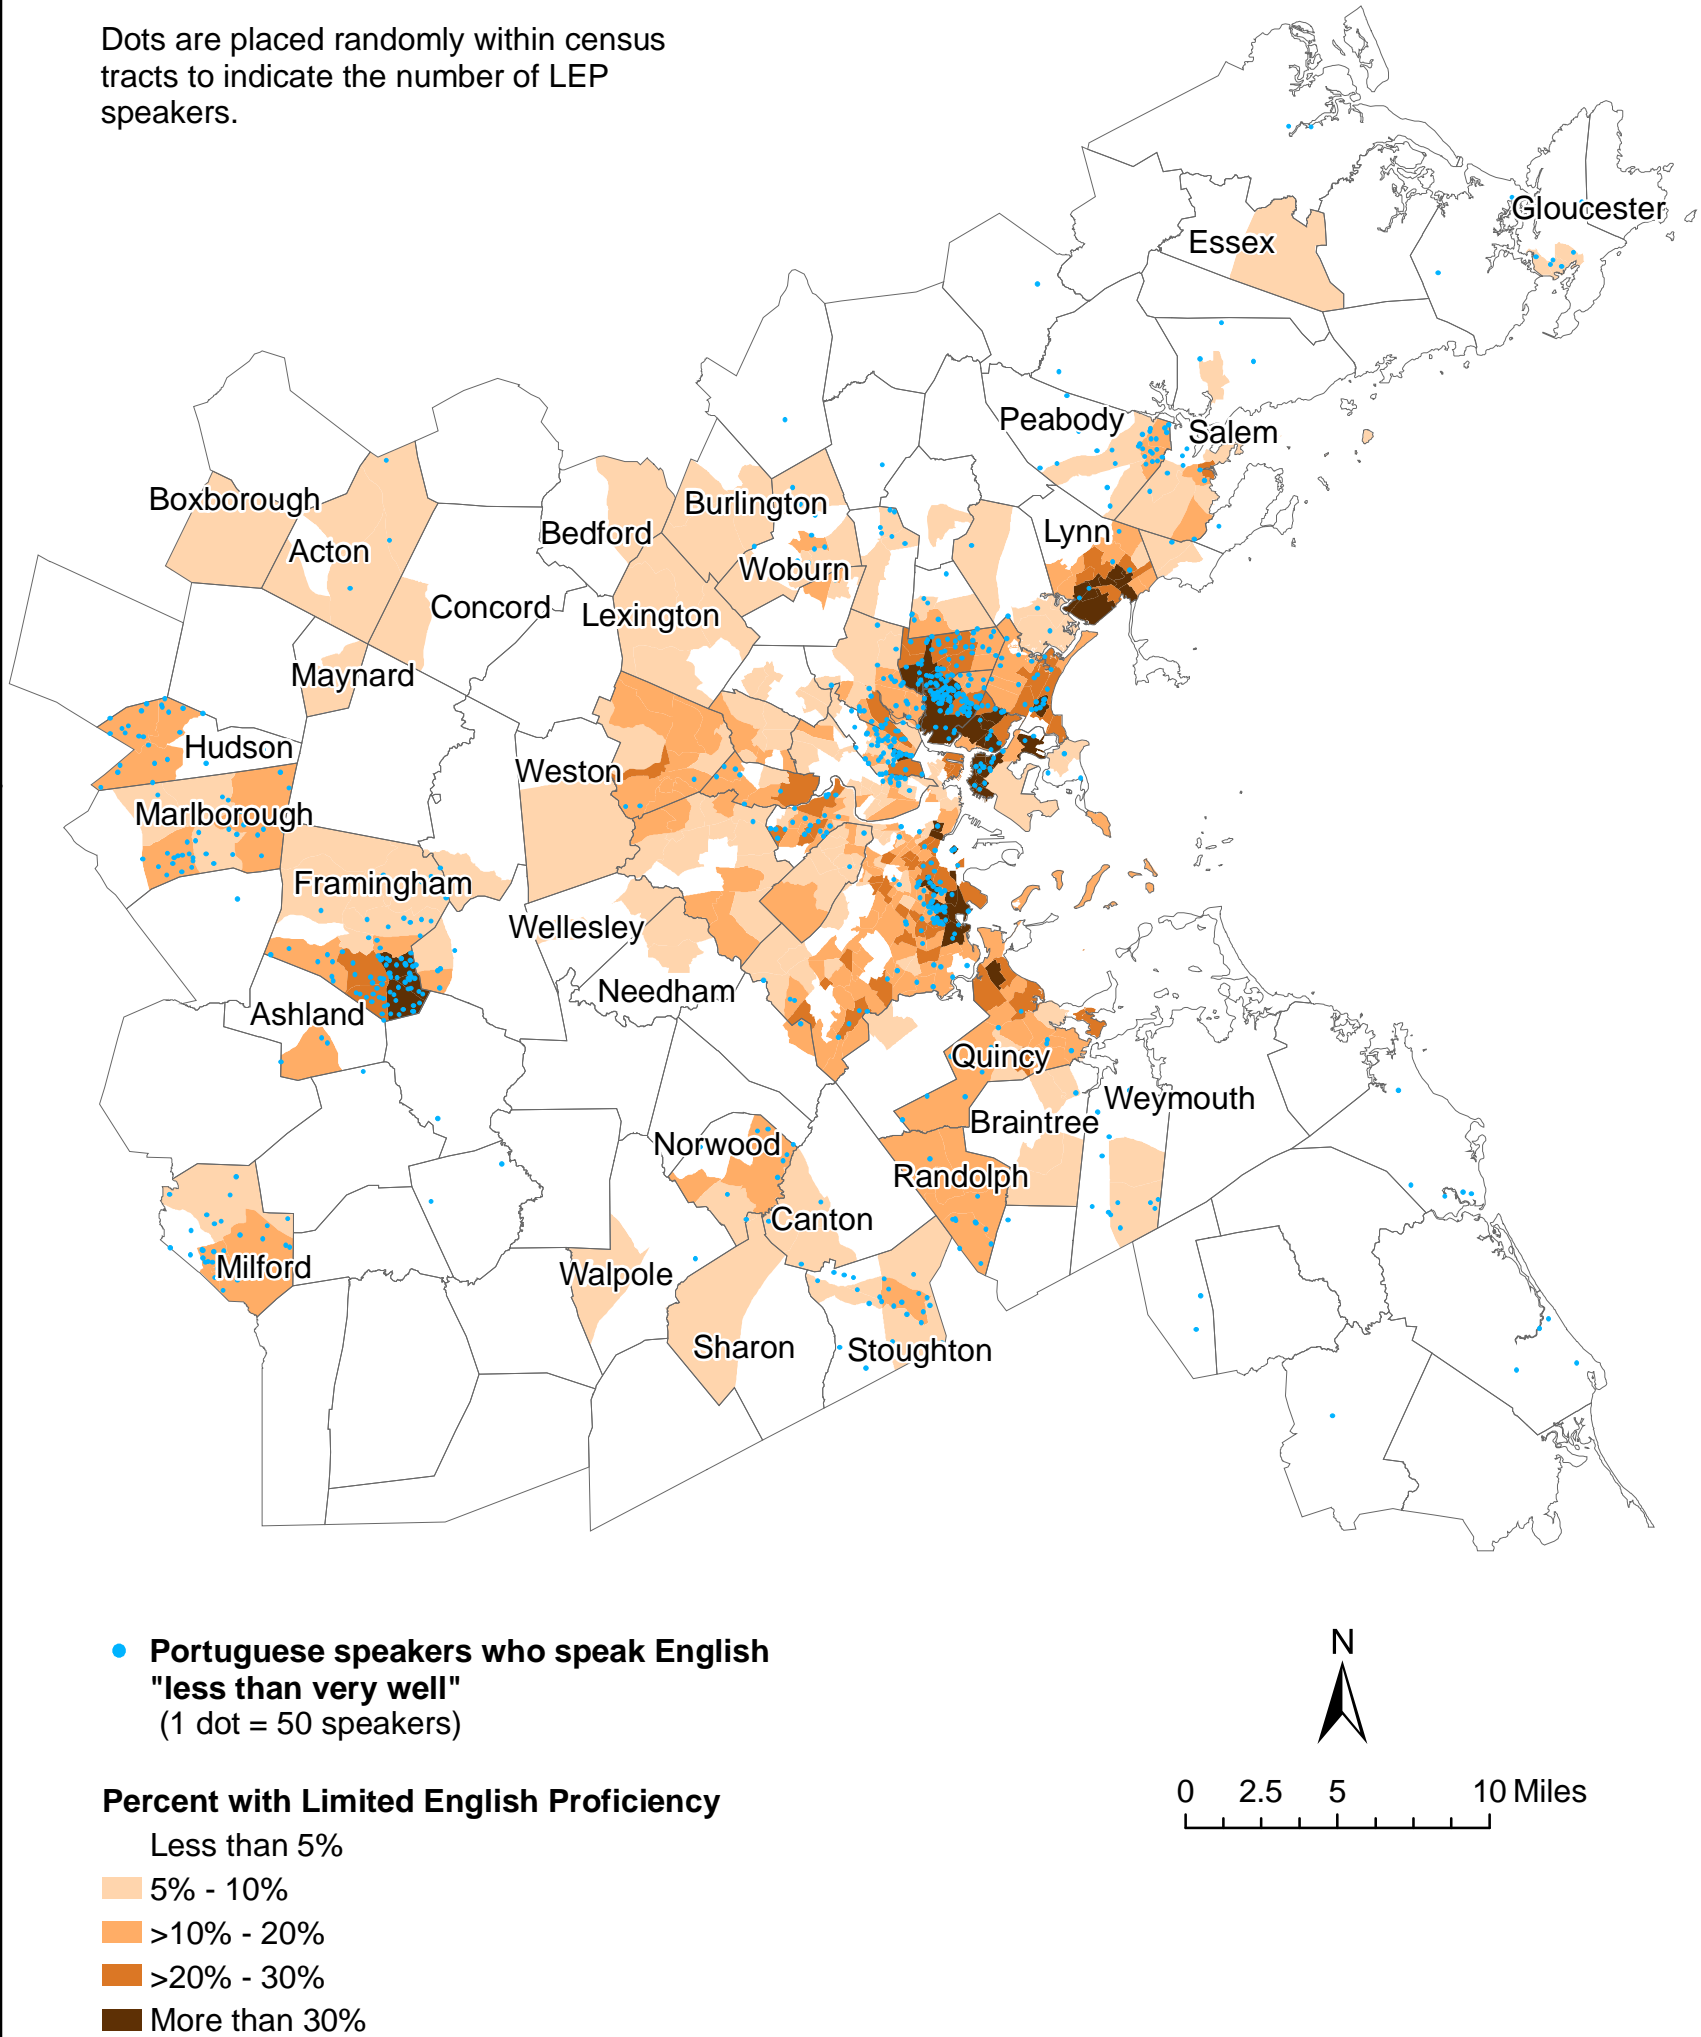 Dots are placed randomly within census
tracts to indicate the number of LEP
speakers.
Gloucester
Essex
Peabody
Salem
Boxborough
Burlington
Acton
Bedford
Lynn
Woburn
Concord
Lexington
Maynard
Hudson
Weston
Marlborough
Framingham
Wellesley
Needham
Ashland
Quincy
Weymouth
Braintree
Norwood
Randolph
Canton
Milford
Walpole
Sharon
Stoughton
Portuguese speakers who speak English
"less than very well"
(1 dot = 50 speakers)
N
0 2.5 5 10 Miles
Percent with Limited English Proficiency
Less than 5%
5% - 10%
>10% - 20%
>20% - 30%
More than 30%